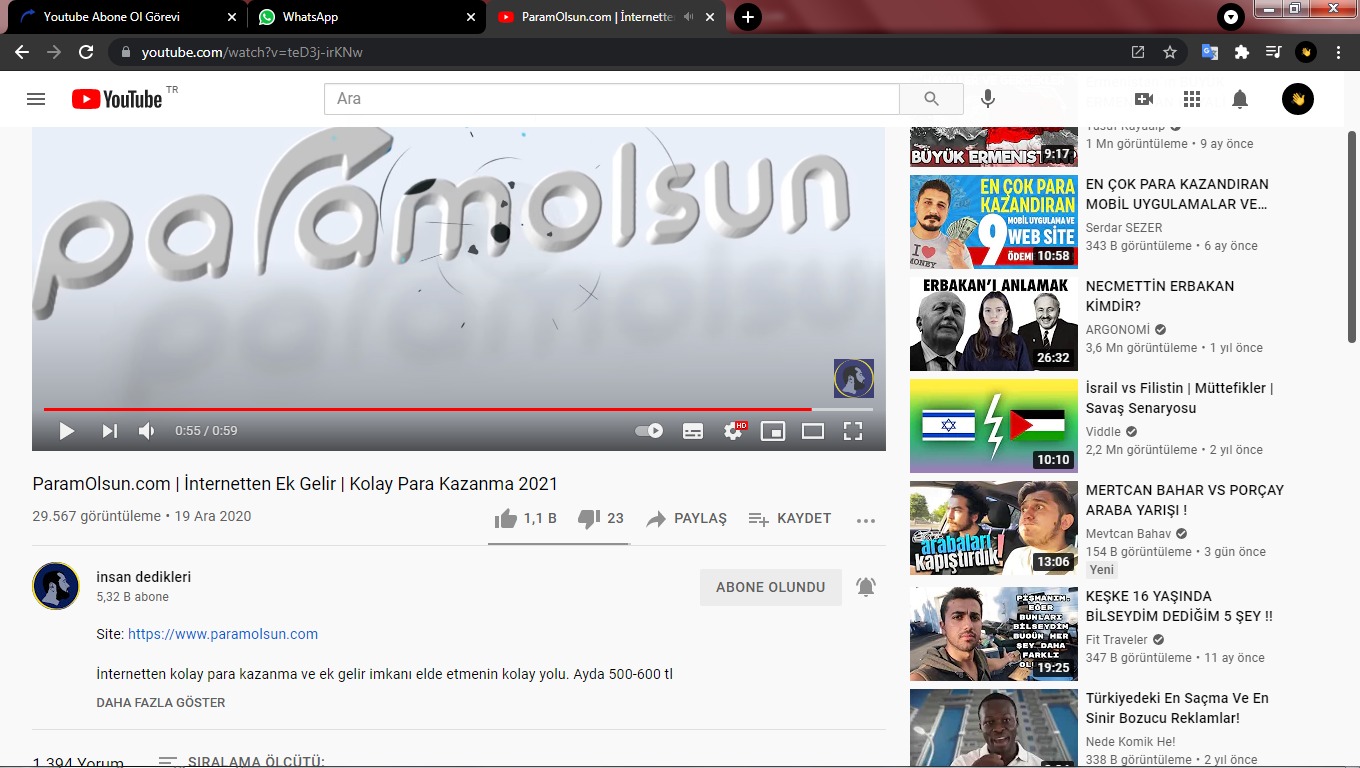 Youtube Abone Ol Görevi
WhatsApp
ParamOlsun.com | İnternette
youtube.com/watch?v=teD3j-irKNw
YouTube TR
Ara
paramolsun
0:55 / 0:59
HD
ParamOlsun.com | İnternetten Ek Gelir | Kolay Para Kazanma 2021
29.567 görüntüleme • 19 Ara 2020
1,1 B
23
PAYLAŞ
KAYDET
insan dedikleri
5,32 B abone
ABONE OLUNDU
Site: https://www.paramolsun.com
İnternetten kolay para kazanma ve ek gelir imkanı elde etmenin kolay yolu. Ayda 500-600 tl
DAHA FAZLA GÖSTER
1.394 Yorum
SIRALAMA ÖLÇÜTÜ:
BÜYÜK ERMENIS
9:17
Yusuf Kayaalp
1 Mn görüntüleme • 9 ay önce
EN ÇOK PARA
KAZANDIRAN
MOBİL UYGULAMA VE
9 WEB SİTE
ÖDEM
I
MONEY
10:58
EN ÇOK PARA KAZANDIRAN
MOBİL UYGULAMALAR VE...
Serdar SEZER
343 B görüntüleme • 6 ay önce
ERBAKAN'I ANLAMAK
26:32
NECMETTİN ERBAKAN
KİMDİR?
ARGONOMİ
3,6 Mn görüntüleme • 1 yıl önce
10:10
İsrail vs Filistin | Müttefikler |
Savaş Senaryosu
Viddle
2,2 Mn görüntüleme • 2 yıl önce
arabaları
kapıştırdık!
13:06
MERTCAN BAHAR VS PORÇAY
ARABA YARIŞI !
Mevtcan Bahav
154 B görüntüleme • 3 gün önce
Yeni
PİŞMANIM.
EĞER
BUNLARI
BİLSEYDİM
BUGÜN HER
ŞEY DAHA
FARKLI
OL
19:25
KEŞKE 16 YAŞINDA
BİLSEYDİM DEDİĞİM 5 ŞEY !!
Fit Traveler
347 B görüntüleme • 11 ay önce
Türkiyedeki En Saçma Ve En
Sinir Bozucu Reklamlar!
Nede Komik He!
338 B görüntüleme • 2 yıl önce